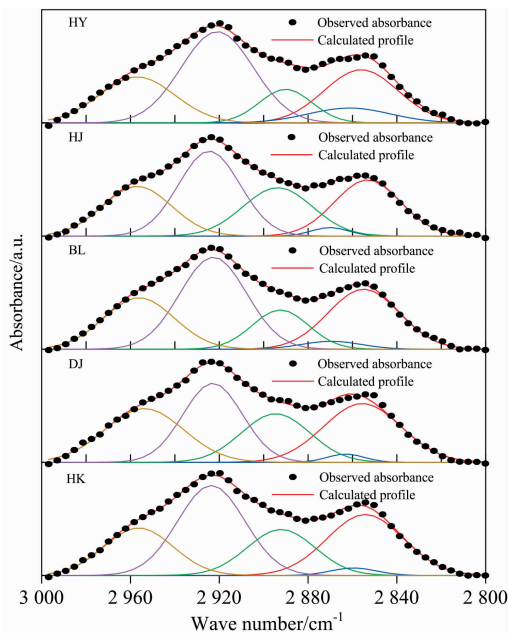 HY
Observed absorbance
Calculated profile
HJ
Observed absorbance
Calculated profile
BL
Observed absorbance
Calculated profile
DJ
Observed absorbance
Calculated profile
HK
Observed absorbance
Calculated profile
Absorbance/a.u.
3 000 2 960 2 920 2 880 2 840 2 800
Wave number/cm-1